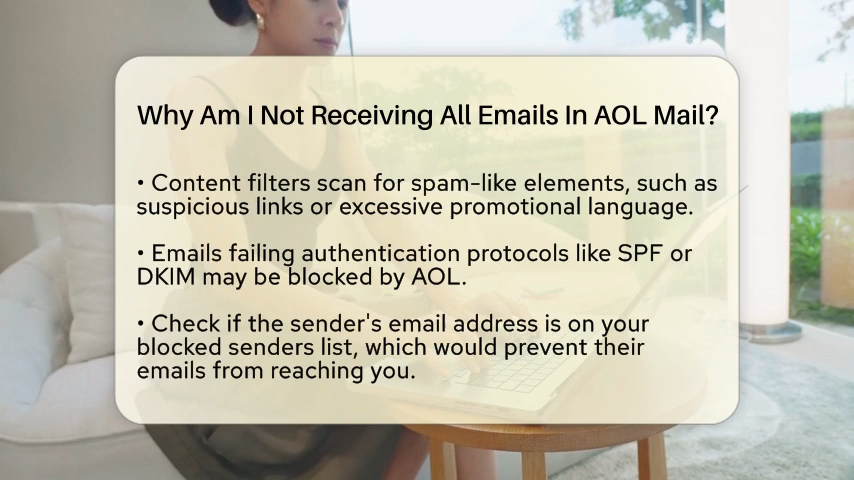 Why Am I Not Receiving All Emails In AOL Mail?
• Content filters scan for spam-like elements, such as
suspicious links or excessive promotional language.
• Emails failing authentication protocols like SPF or
DKIM may be blocked by AOL.
• Check if the sender's email address is on your
blocked senders list, which would prevent their
emails from reaching you.